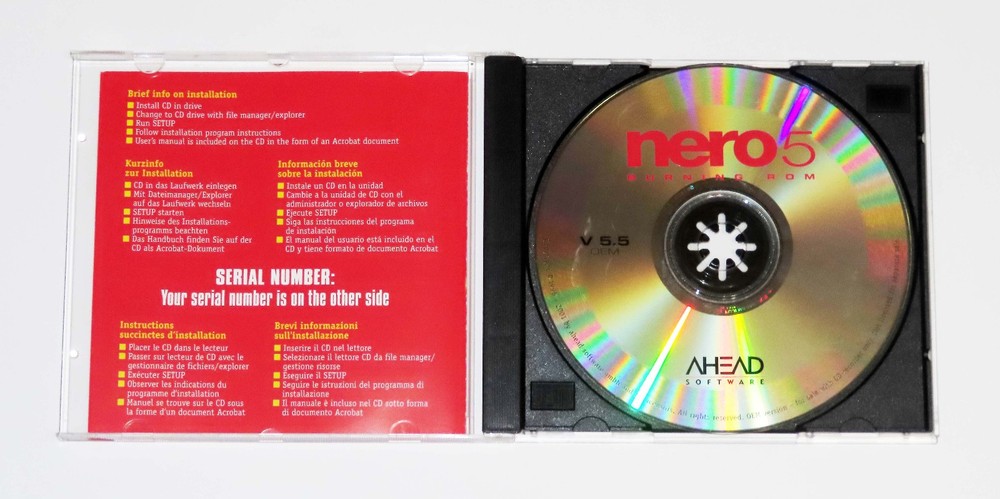 Brief info on installation
Install CD in drive
Change to CD drive with file manager/explorer
Run SETUP
Follow installation program instructions
User's manual is included on the CD in the form of an Acrobat document
Kurzinfo
zur Installation
CD in das Laufwerk einlegen
Mit Dateimanager/Explorer
auf das Laufwerk wechseln
SETUP starten
Hinweise des Installations-
programms beachten
Das Handbuch finden Sie auf der
CD als Acrobat-Dokument
Información breve
sobre la instalación
Instale un CD en la unidad
Cambie a la unidad de CD con el
administrador o explorador de archivos
Ejecute SETUP
Siga las instrucciones del programa
de instalación
El manual del usuario está incluido en el
CD y tiene formato de documento Acrobat
SERIAL NUMBER:
Your serial number is on the other side
Instructions
succinctes d'installation
Placer le CD dans le lecteur
Passer sur lecteur de CD avec le
gestionnaire de fichiers/explorer
Exécuter SETUP
Observer les indications du
programme d'installation
Manuel se trouve sur le CD sous
la forme d'un document Acrobat
Brevi informazioni
sull'installazione
Inserire il CD nel lettore
Selezionare il lettore CD da file manager/
gestione risorse
Eseguire il SETUP
Seguire le istruzioni del programma di
installazione
Il manuale è incluso nel CD sotto forma
di documento Acrobat
nero 5
BURNING ROM
V 5.5
OEM
AHEAD
SOFTWARE